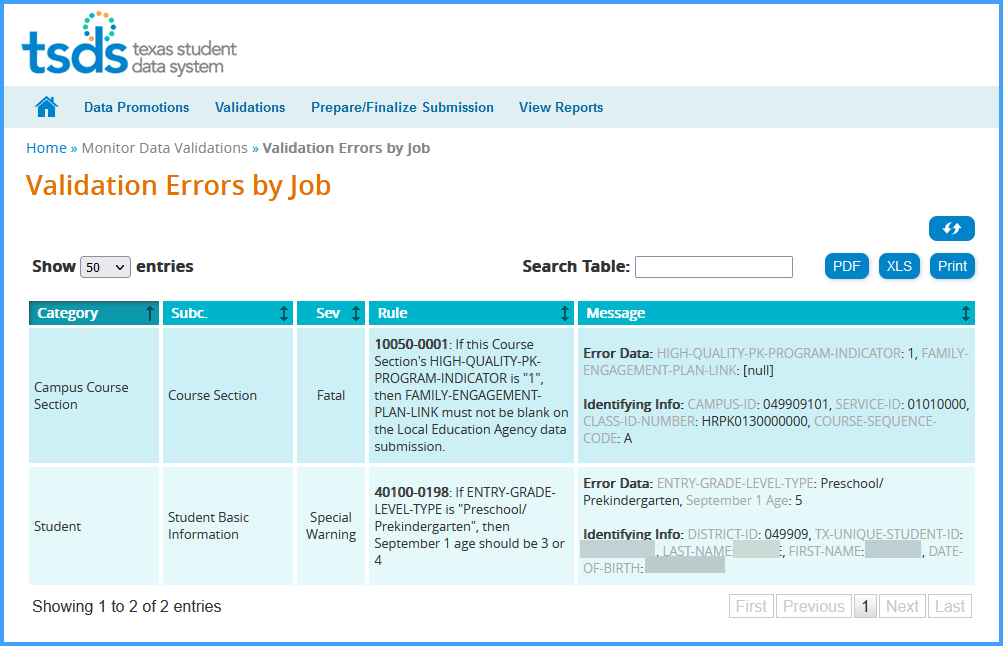 tsds texas student
data system
Data Promotions Validations Prepare/Finalize Submission View Reports
Home » Monitor Data Validations » Validation Errors by Job
Validation Errors by Job
Show 50 entries Search Table: PDF XLS Print
Category Subc. Sev Rule Message
Campus Course
Section
Course Section
Fatal
10050-0001: If this Course
Section's HIGH-QUALITY-PK-
PROGRAM-INDICATOR is "1",
then FAMILY-ENGAGEMENT-
PLAN-LINK must not be blank on
the Local Education Agency data
submission.
Error Data: HIGH-QUALITY-PK-PROGRAM-INDICATOR: 1, FAMILY-
ENGAGEMENT-PLAN-LINK: [null]
Identifying Info: CAMPUS-ID: 049909101, SERVICE-ID: 01010000,
CLASS-ID-NUMBER: HRPK0130000000, COURSE-SEQUENCE-
CODE: A
Student
Student Basic
Information
Special
Warning
40100-0198: If ENTRY-GRADE-
LEVEL-TYPE is "Preschool/
Prekindergarten", then
September 1 age should be 3 or
4
Error Data: ENTRY-GRADE-LEVEL-TYPE: Preschool/
Prekindergarten, September 1 Age: 5
Identifying Info: DISTRICT-ID: 049909, TX-UNIQUE-STUDENT-ID:
, LAST-NAME: , FIRST-NAME: , DATE-
OF-BIRTH:
Showing 1 to 2 of 2 entries First Previous 1 Next Last